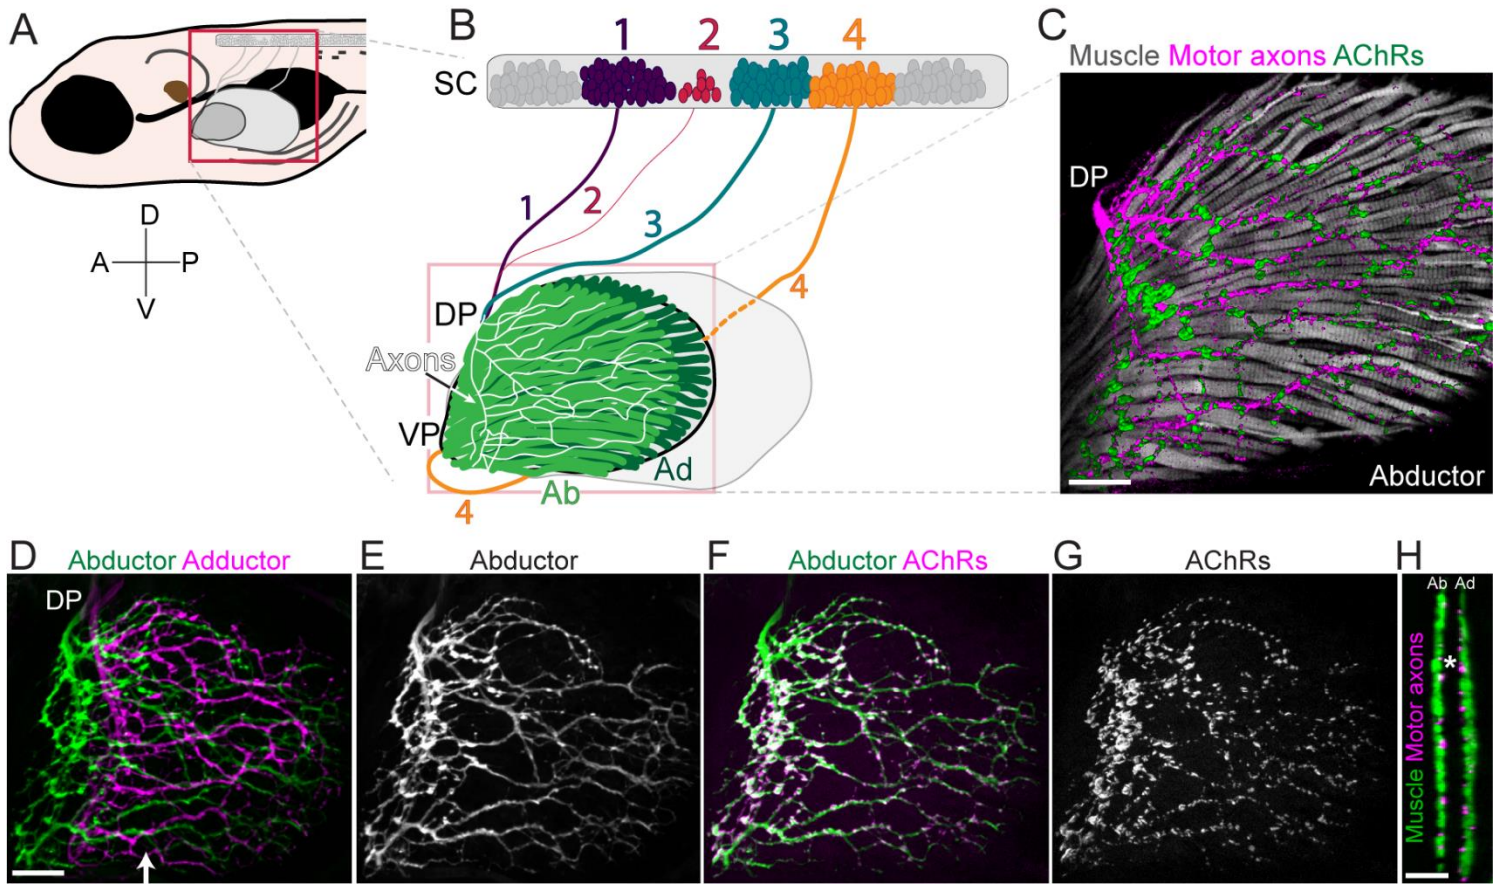 A
D
A
P
V
B
1
2
3
4
SC
1
2
3
4
DP
Axons
VP
Ad
Ab
4
C
Muscle Motor axons AChRs
DP
Abductor
D
Abductor Adductor
DP
E
Abductor
F
Abductor AChRs
G
AChRs
H
Ab Ad
*
Muscle Motor axons